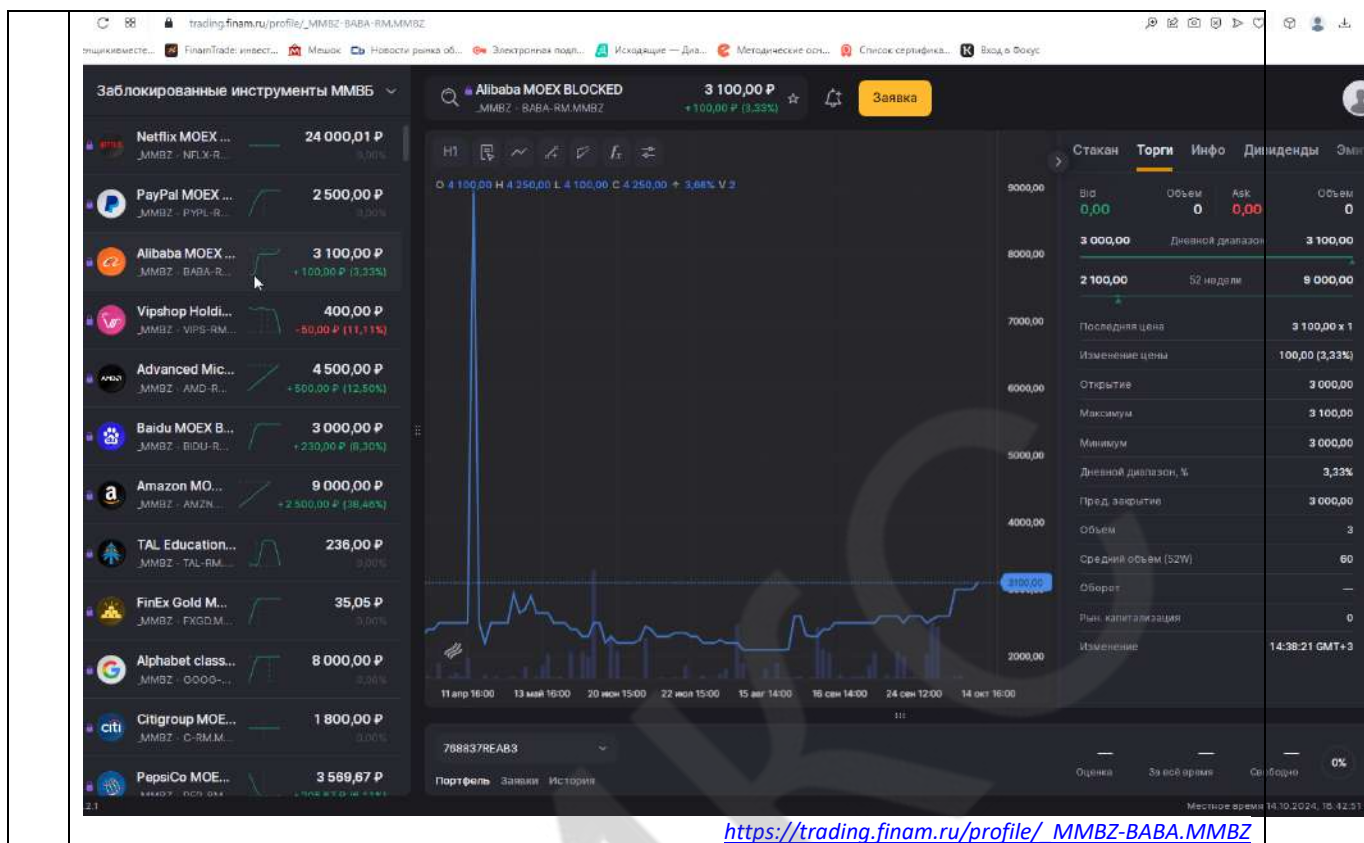 trading.finam.ru/profile/_MMBZ-BABA-RM.MMBZ
FinamTrade: инвест... Мешок Новости рынка об... Электронная подп... Исходящие — Диа... Методические осн... Список сертифика... Вход в Фокус
Заблокированные инструменты ММВБ
Netflix MOEX ... 24 000,01 ₽
_MMBZ · NFLX-R... 0,00%
PayPal MOEX ... 2 500,00 ₽
_MMBZ · PYPL-R... 0,00%
Alibaba MOEX ... 3 100,00 ₽
_MMBZ · BABA-R... +100,00 ₽ (3,33%)
Vipshop Holdi... 400,00 ₽
_MMBZ · VIPS-RM... -50,00 ₽ (11,11%)
Advanced Mic... 4 500,00 ₽
_MMBZ · AMD-R... +500,00 ₽ (12,50%)
Baidu MOEX B... 3 000,00 ₽
_MMBZ · BIDU-R... +230,00 ₽ (8,30%)
Amazon MO... 9 000,00 ₽
_MMBZ · AMZN... +2 500,00 ₽ (38,46%)
TAL Education... 236,00 ₽
_MMBZ · TAL-RM... 0,00%
FinEx Gold M... 35,05 ₽
_MMBZ · FXGD.M... 0,00%
Alphabet class... 8 000,00 ₽
_MMBZ · GOOG-... 0,00%
citi
Citigroup MOE... 1 800,00 ₽
_MMBZ · C-RM.M... 0,00%
PepsiCo MOE... 3 569,67 ₽
2.1
Alibaba MOEX BLOCKED 3 100,00 ₽
_MMBZ · BABA-RM.MMBZ +100,00 ₽ (3,33%)
Заявка
H1
O 4 100,00 H 4 250,00 L 4 100,00 C 4 250,00 3,66% V 2
9000,00
8000,00
7000,00
6000,00
5000,00
4000,00
3100,00
2000,00
11 апр 16:00 13 май 16:00 20 июн 15:00 22 июл 15:00 15 авг 14:00 16 сен 14:00 24 сен 12:00 14 окт 16:00
768837REAB3
Портфель Заявки История
Стакан Торги Инфо Дивиденды Эми
Bid Объем Ask Объем
0,00 0 0,00 0
3 000,00 Дневной диапазон 3 100,00
2 100,00 52 недели 9 000,00
Последняя цена 3 100,00 x 1
Изменение цены 100,00 (3,33%)
Открытие 3 000,00
Максимум 3 100,00
Минимум 3 000,00
Дневной диапазон, % 3,33%
Пред. закрытие 3 000,00
Объем 3
Средний объем (52W) 60
Оборот —
Рын. капитализация 0
Изменение 14:38:21 GMT+3
— — — 0%
Оценка За всё время Свободно
Местное время 14.10.2024, 16:42:51
https://trading.finam.ru/profile/_MMBZ-BABA.MMBZ